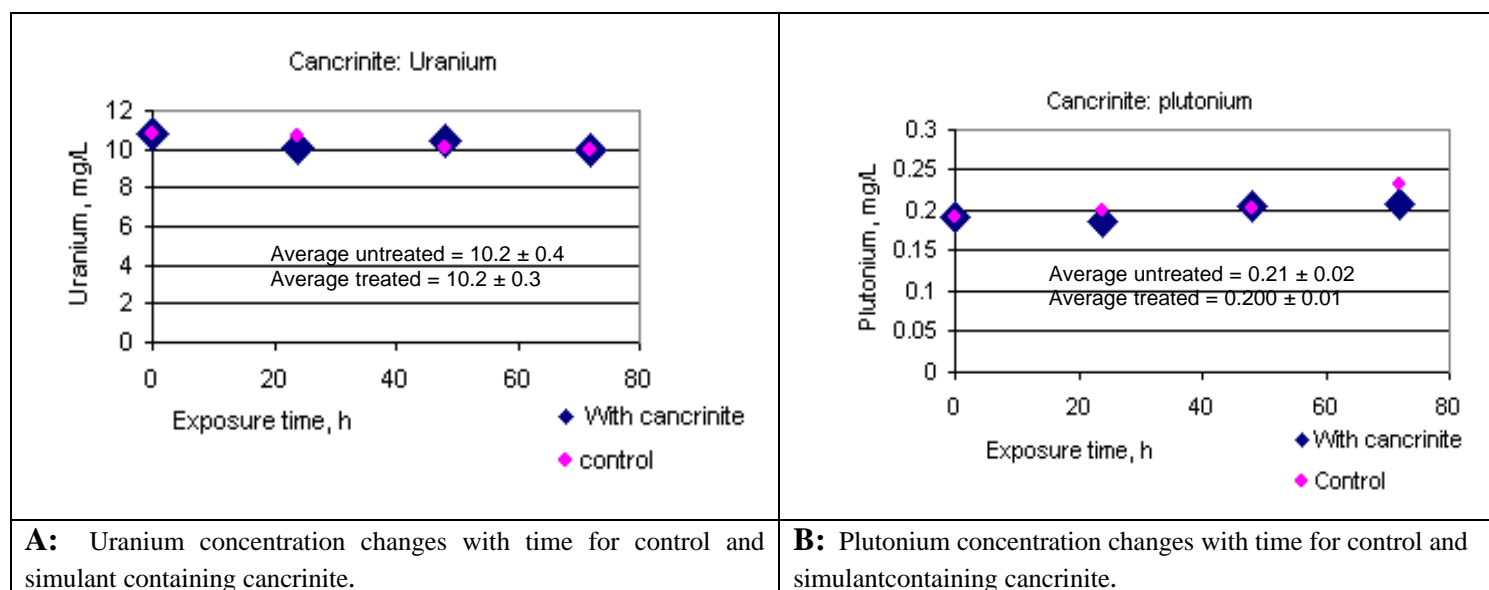 Cancrinite: Uranium
12
10
8
6
4
2
0
Uranium, mg/L
Average untreated = 10.2 ± 0.4
Average treated = 10.2 ± 0.3
0 20 40 60 80
Exposure time, h
With cancrinite
control
Cancrinite: plutonium
0.3
0.25
0.2
0.15
0.1
0.05
0
Plutonium, mg/L
Average untreated = 0.21 ± 0.02
Average treated = 0.200 ± 0.01
0 20 40 60 80
Exposure time, h
With cancrinite
Control
A: Uranium concentration changes with time for control and
simulant containing cancrinite.
B: Plutonium concentration changes with time for control and
simulantcontaining cancrinite.